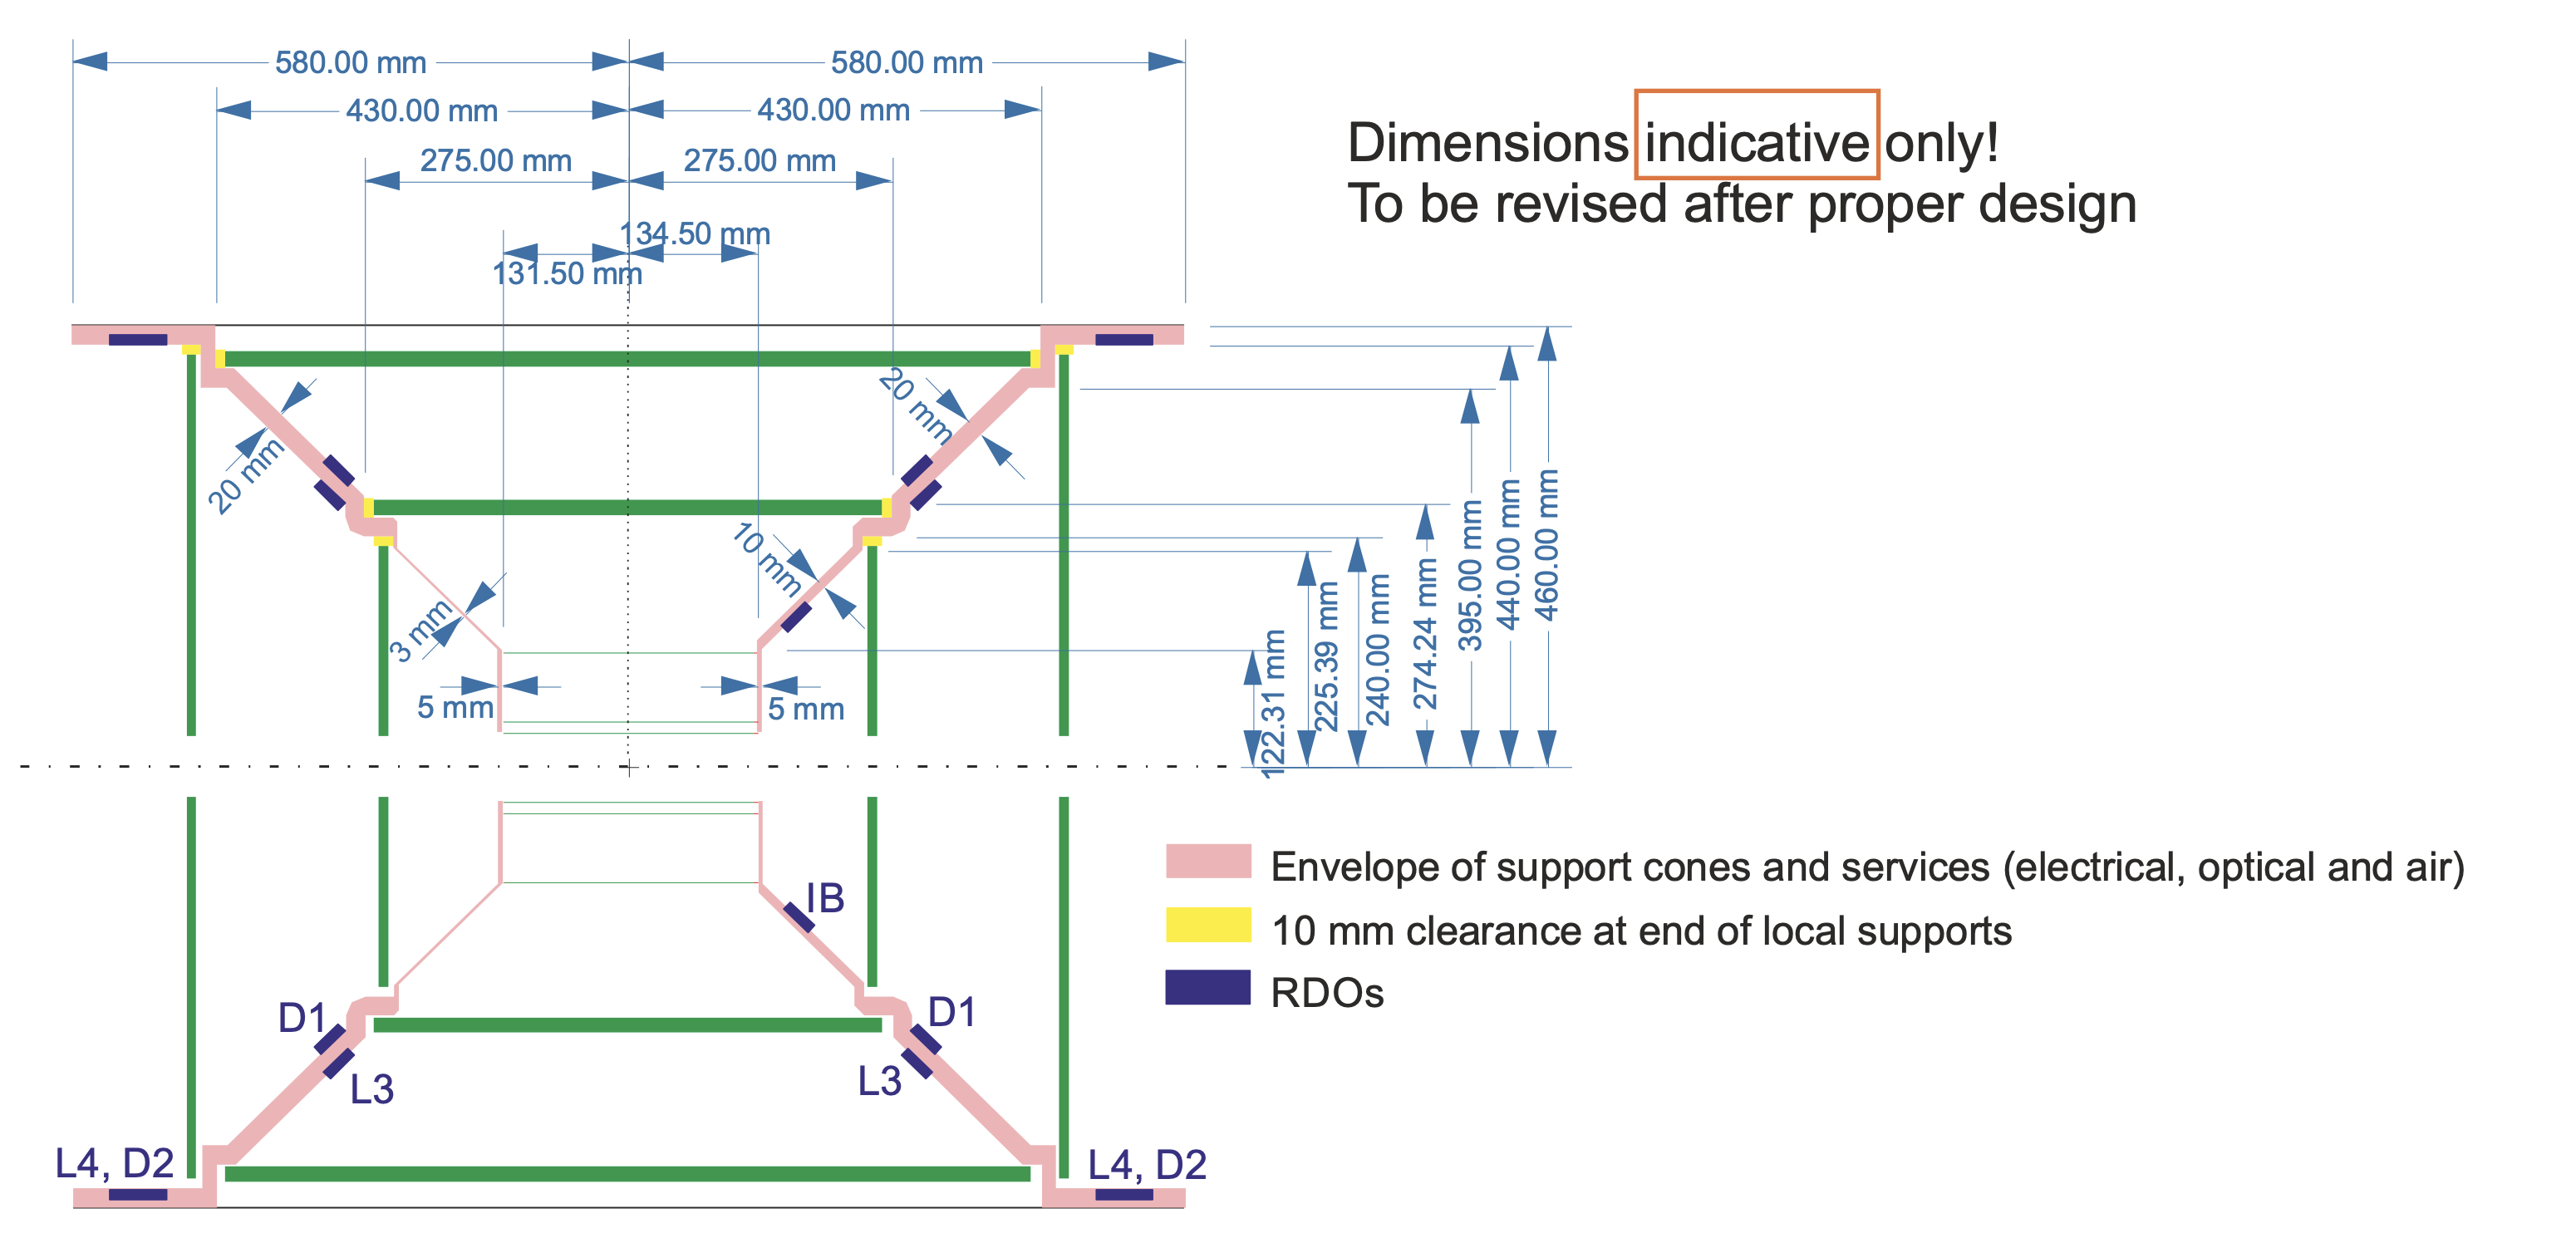 580.00 mm
580.00 mm
430.00 mm
430.00 mm
275.00 mm
275.00 mm
134.50 mm
131.50 mm
Dimensions indicative only!
To be revised after proper design
20 mm
20 mm
10 mm
3 mm
5 mm
5 mm
122.31 mm
225.39 mm
240.00 mm
274.24 mm
395.00 mm
440.00 mm
460.00 mm
Envelope of support cones and services (electrical, optical and air)
10 mm clearance at end of local supports
RDOs
IB
D1
D1
L3
L3
L4, D2
L4, D2